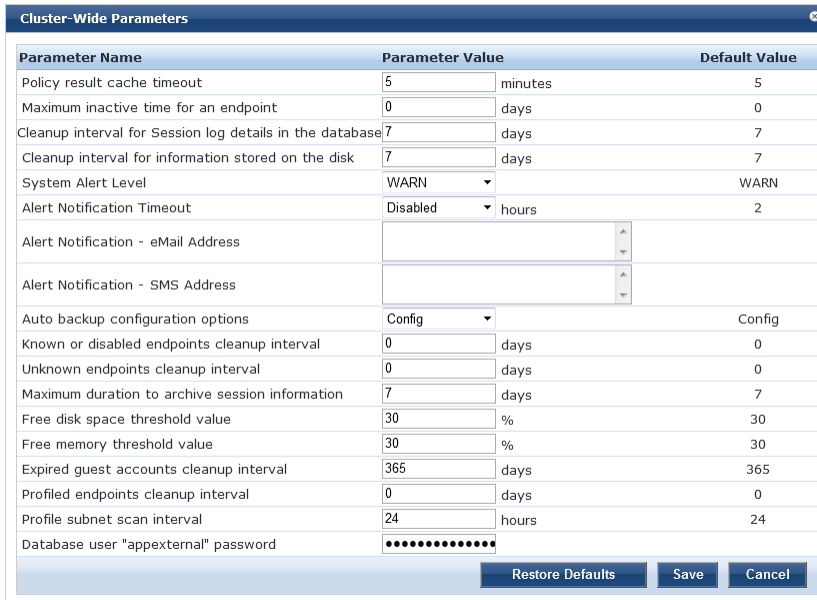 Cluster-Wide Parameters
Parameter Name Parameter Value Default Value
Policy result cache timeout 5 minutes 5
Maximum inactive time for an endpoint 0 days 0
Cleanup interval for Session log details in the database 7 days 7
Cleanup interval for information stored on the disk 7 days 7
System Alert Level WARN WARN
Alert Notification Timeout Disabled hours 2
Alert Notification - eMail Address
Alert Notification - SMS Address
Auto backup configuration options Config Config
Known or disabled endpoints cleanup interval 0 days 0
Unknown endpoints cleanup interval 0 days 0
Maximum duration to archive session information 7 days 7
Free disk space threshold value 30 % 30
Free memory threshold value 30 % 30
Expired guest accounts cleanup interval 365 days 365
Profiled endpoints cleanup interval 0 days 0
Profile subnet scan interval 24 hours 24
Database user "appexternal" password ●●●●●●●●●●●●●●
Restore Defaults Save Cancel